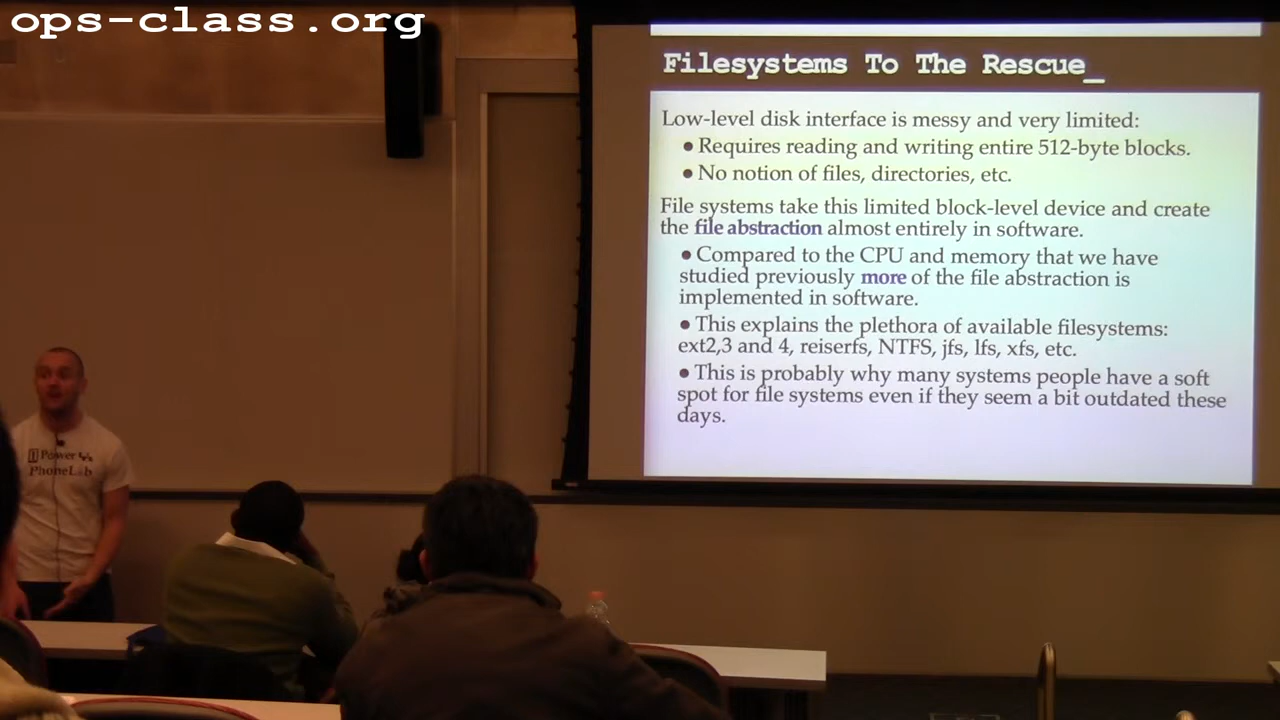 ops-class.org
Filesystems To The Rescue_
Low-level disk interface is messy and very limited:
● Requires reading and writing entire 512-byte blocks.
● No notion of files, directories, etc.
File systems take this limited block-level device and create
the file abstraction almost entirely in software.
● Compared to the CPU and memory that we have
studied previously more of the file abstraction is
implemented in software.
● This explains the plethora of available filesystems:
ext2,3 and 4, reiserfs, NTFS, jfs, lfs, xfs, etc.
● This is probably why many systems people have a soft
spot for file systems even if they seem a bit outdated these
days.
Power
PhoneLab